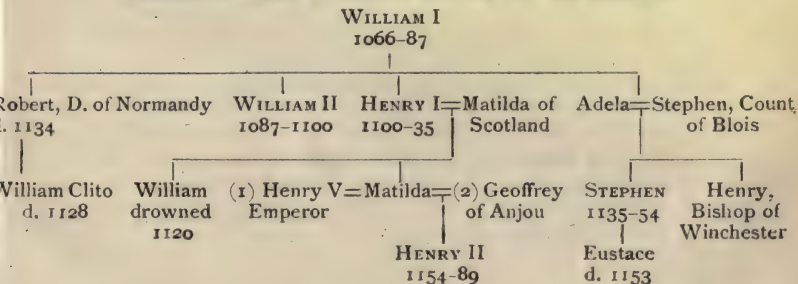 WILLIAM I
1066-87
Robert, D. of Normandy WILLIAM II HENRY I=Matilda of Adela=Stephen, Count
d. 1134 1087-1100 1100-35 Scotland of Blois
William Clito William (1) Henry V=Matilda=(2) Geoffrey STEPHEN Henry,
d. 1128 drowned Emperor of Anjou 1135-54 Bishop of
1120 Winchester
HENRY II Eustace
1154-89 d. 1153